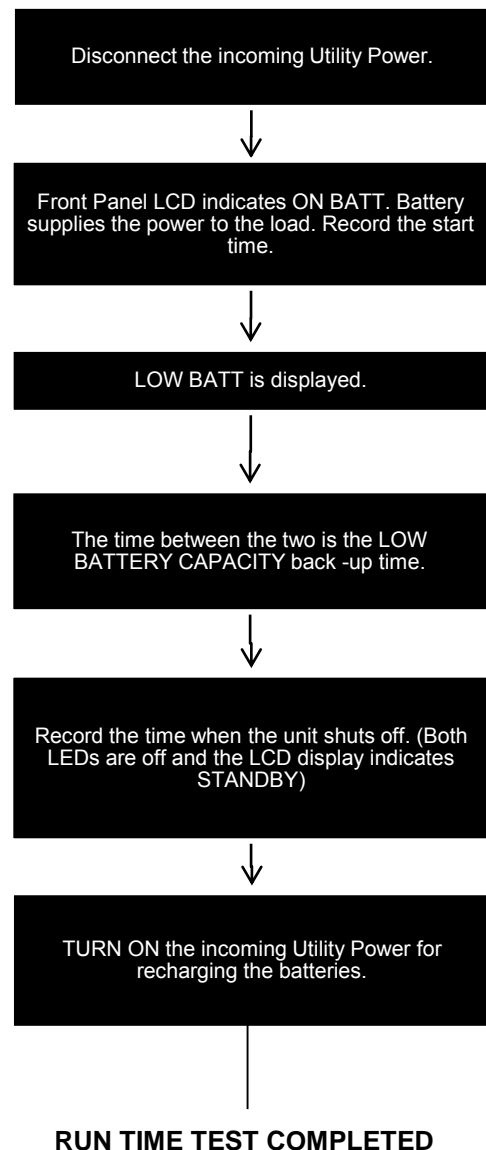 Disconnect the incoming Utility Power.
Front Panel LCD indicates ON BATT. Battery
supplies the power to the load. Record the start
time.
LOW BATT is displayed.
The time between the two is the LOW
BATTERY CAPACITY back -up time.
Record the time when the unit shuts off. (Both
LEDs are off and the LCD display indicates
STANDBY)
TURN ON the incoming Utility Power for
recharging the batteries.
RUN TIME TEST COMPLETED